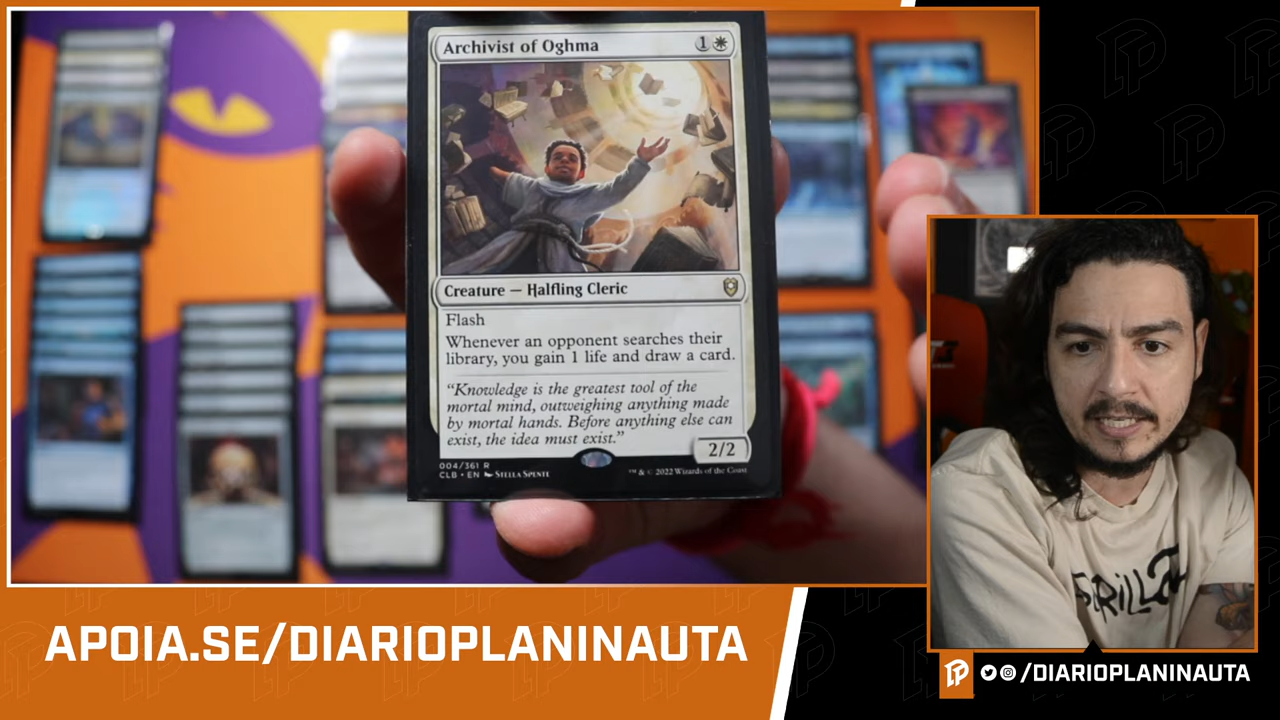 Archivist of Oghma 1
Creature — Halfling Cleric
Flash
Whenever an opponent searches their
library, you gain 1 life and draw a card.
“Knowledge is the greatest tool of the
mortal mind, outweighing anything made
by mortal hands. Before anything else can
exist, the idea must exist.”
2/2
004/361 R
CLB • EN STELLA SPENTE
™ & © 2022 Wizards of the Coast
APOIA.SE/DIARIOPLANINAUTA
/DIARIOPLANINAUTA